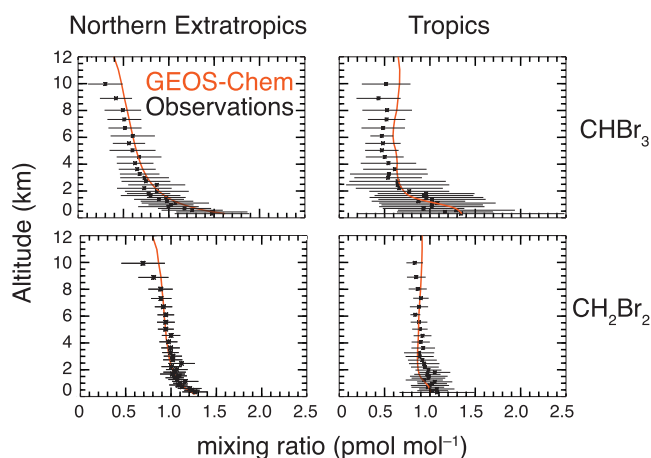 Northern Extratropics Tropics
12
10
8
6
4
2
0
GEOS-Chem
Observations
CHBr₃
12
10
8
6
4
2
0
CH₂Br₂
Altitude (km)
0 0.5 1.0 1.5 2.0 2.5 0 0.5 1.0 1.5 2.0 2.5
mixing ratio (pmol mol⁻¹)